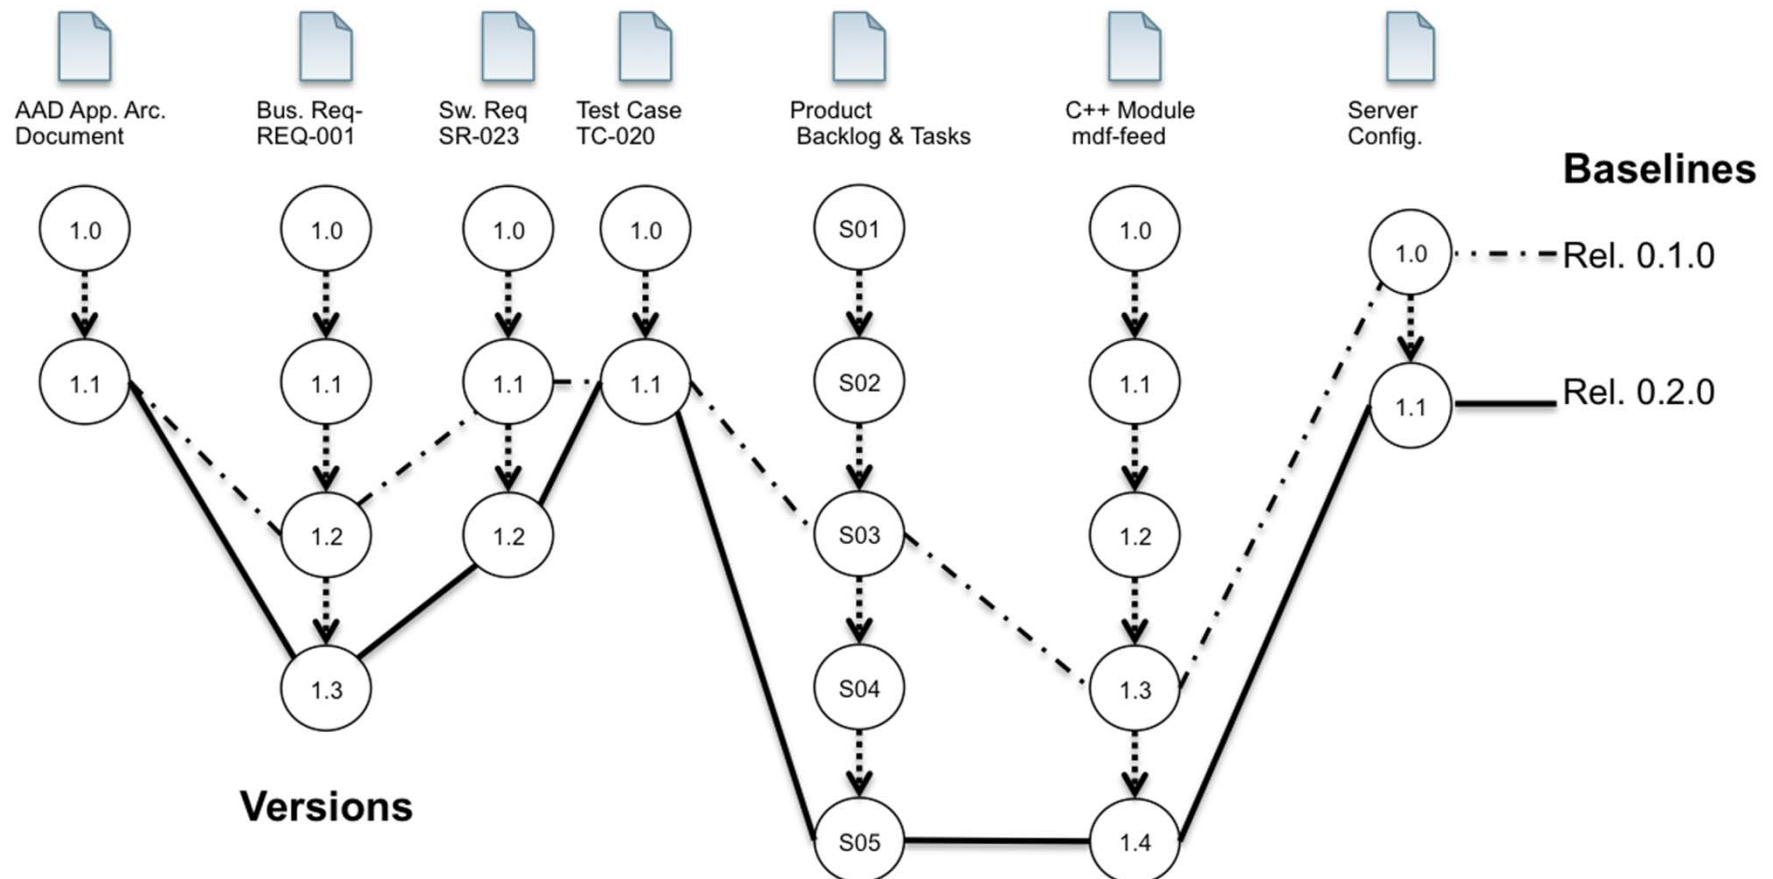 AAD App. Arc.
Document
Bus. Req-
REQ-001
Sw. Req
SR-023
Test Case
TC-020
Product
Backlog & Tasks
C++ Module
mdf-feed
Server
Config.
Baselines
1.0
1.0
1.0
1.0
S01
1.0
1.0
Rel. 0.1.0
1.1
1.1
1.1
1.1
S02
1.1
1.1
Rel. 0.2.0
1.2
1.2
S03
1.2
1.3
S04
1.3
Versions
S05
1.4